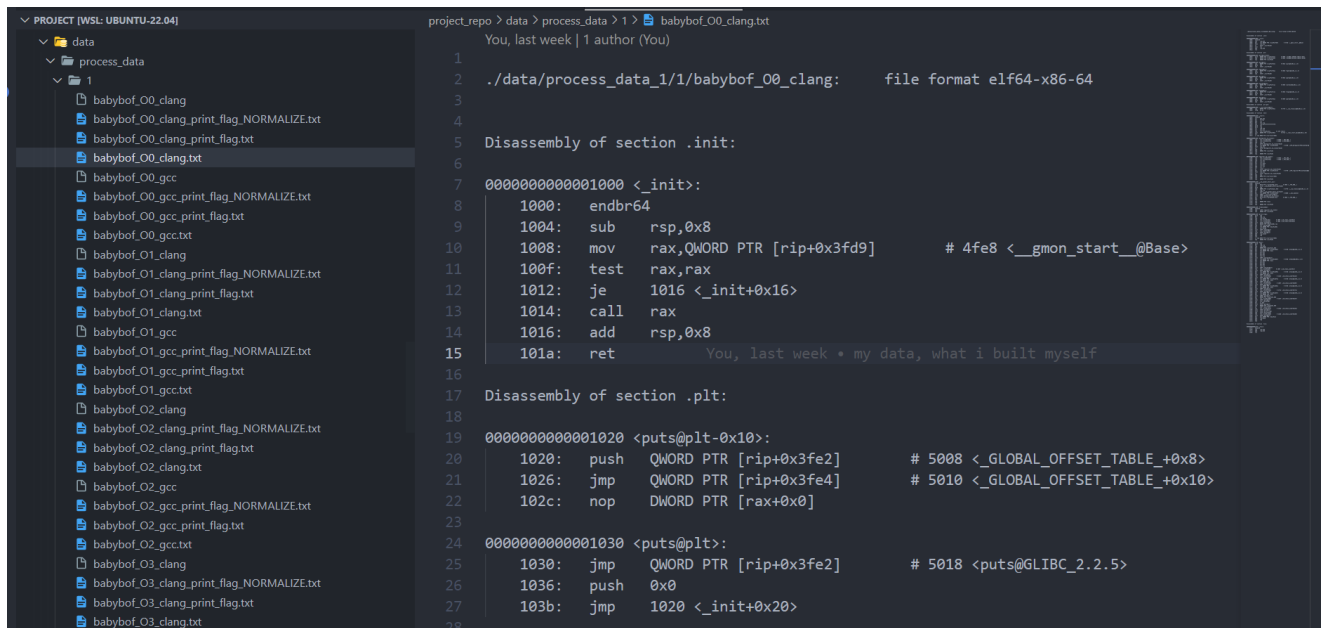 PROJECT [WSL: UBUNTU-22.04]
data
process_data
1
babybof_O0_clang
babybof_O0_clang_print_flag_NORMALIZE.txt
babybof_O0_clang_print_flag.txt
babybof_O0_clang.txt
babybof_O0_gcc
babybof_O0_gcc_print_flag_NORMALIZE.txt
babybof_O0_gcc_print_flag.txt
babybof_O0_gcc.txt
babybof_O1_clang
babybof_O1_clang_print_flag_NORMALIZE.txt
babybof_O1_clang_print_flag.txt
babybof_O1_clang.txt
babybof_O1_gcc
babybof_O1_gcc_print_flag_NORMALIZE.txt
babybof_O1_gcc_print_flag.txt
babybof_O1_gcc.txt
babybof_O2_clang
babybof_O2_clang_print_flag_NORMALIZE.txt
babybof_O2_clang_print_flag.txt
babybof_O2_clang.txt
babybof_O2_gcc
babybof_O2_gcc_print_flag_NORMALIZE.txt
babybof_O2_gcc_print_flag.txt
babybof_O2_gcc.txt
babybof_O3_clang
babybof_O3_clang_print_flag_NORMALIZE.txt
babybof_O3_clang_print_flag.txt
babybof_O3_clang.txt
project_repo > data > process_data > 1 > babybof_O0_clang.txt
You, last week | 1 author (You)
1
2 ./data/process_data_1/1/babybof_O0_clang:     file format elf64-x86-64
3
4
5 Disassembly of section .init:
6
7 0000000000001000 <_init>:
8     1000:   endbr64
9     1004:   sub    rsp,0x8
10     1008:   mov    rax,QWORD PTR [rip+0x3fd9]        # 4fe8 <__gmon_start__@Base>
11     100f:   test   rax,rax
12     1012:   je     1016 <_init+0x16>
13     1014:   call   rax
14     1016:   add    rsp,0x8
15     101a:   ret     You, last week • my data, what i built myself
16
17 Disassembly of section .plt:
18
19 0000000000001020 <puts@plt-0x10>:
20     1020:   push   QWORD PTR [rip+0x3fe2]        # 5008 <_GLOBAL_OFFSET_TABLE_+0x8>
21     1026:   jmp    QWORD PTR [rip+0x3fe4]        # 5010 <_GLOBAL_OFFSET_TABLE_+0x10>
22     102c:   nop    DWORD PTR [rax+0x0]
23
24 0000000000001030 <puts@plt>:
25     1030:   jmp    QWORD PTR [rip+0x3fe2]        # 5018 <puts@GLIBC_2.2.5>
26     1036:   push   0x0
27     103b:   jmp    1020 <_init+0x20>
28